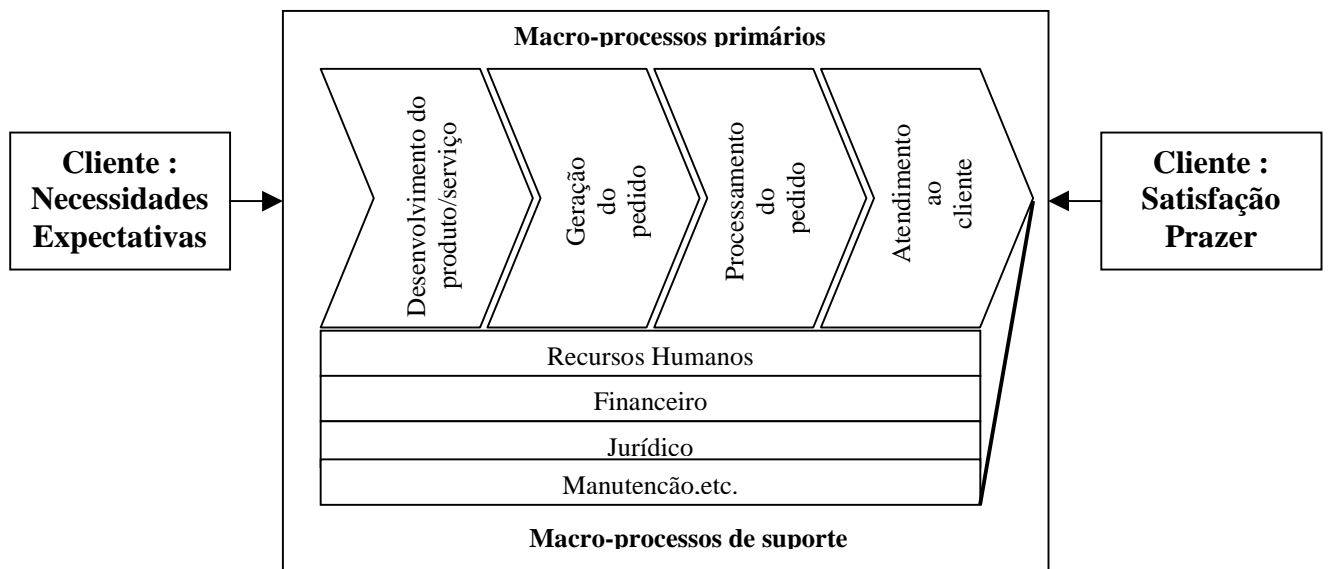 Macro-processos primários
Cliente :
Necessidades
Expectativas
Desenvolvimento do
produto/serviço
Geração
do
pedido
Processamento
do
pedido
Atendimento
ao
cliente
Cliente :
Satisfação
Prazer
Recursos Humanos
Financeiro
Jurídico
Manutencão.etc.
Macro-processos de suporte